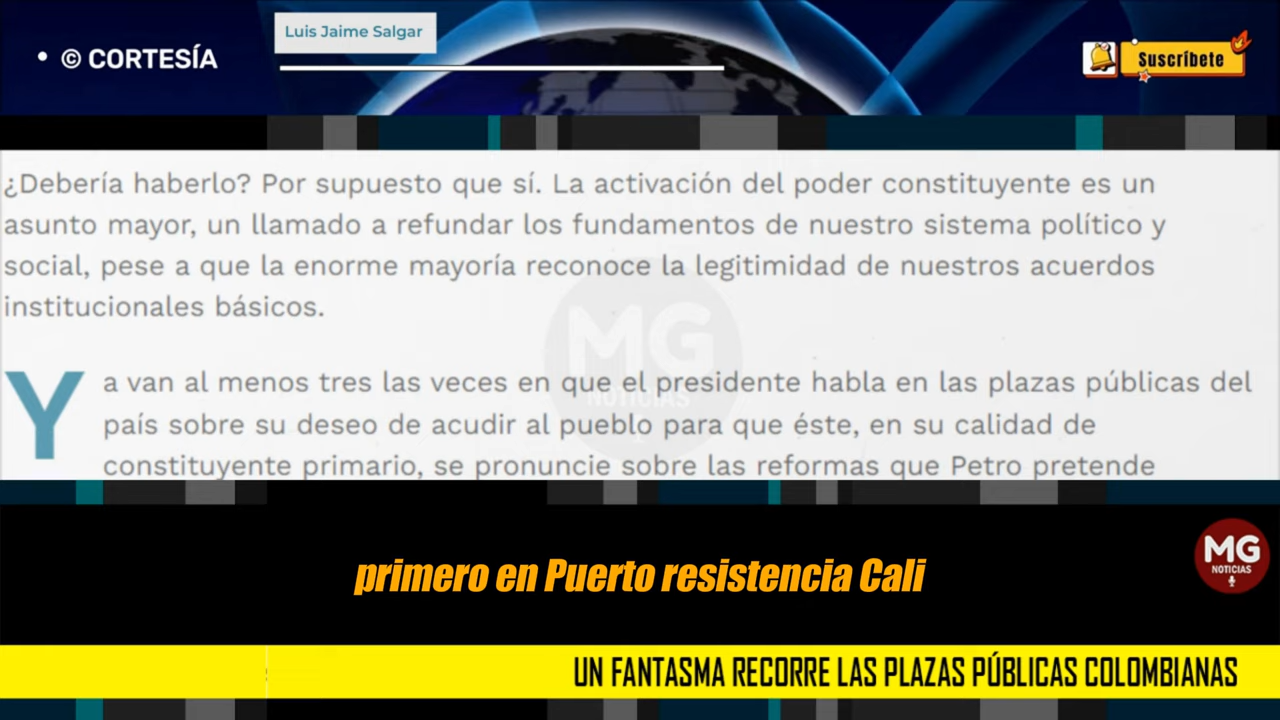 • © CORTESÍA
Luis Jaime Salgar
Suscríbete
¿Debería haberlo? Por supuesto que sí. La activación del poder constituyente es un
asunto mayor, un llamado a refundar los fundamentos de nuestro sistema político y
social, pese a que la enorme mayoría reconoce la legitimidad de nuestros acuerdos
institucionales básicos.
Ya van al menos tres las veces en que el presidente habla en las plazas públicas del
país sobre su deseo de acudir al pueblo para que éste, en su calidad de
constituyente primario, se pronuncie sobre las reformas que Petro pretende
MG
NOTICIAS
primero en Puerto resistencia Cali
MG
NOTICIAS
UN FANTASMA RECORRE LAS PLAZAS PÚBLICAS COLOMBIANAS